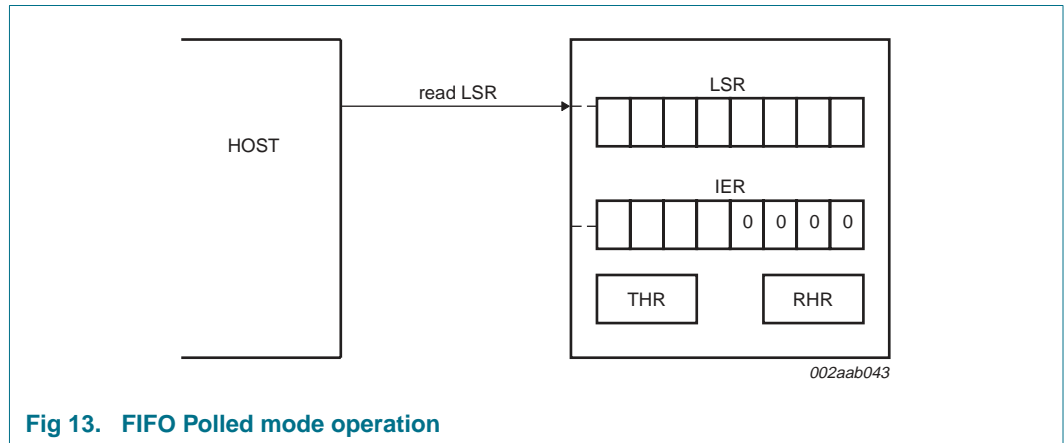 read LSR
HOST
LSR
IER
0 0 0 0
THR RHR
002aab043
Fig 13. FIFO Polled mode operation